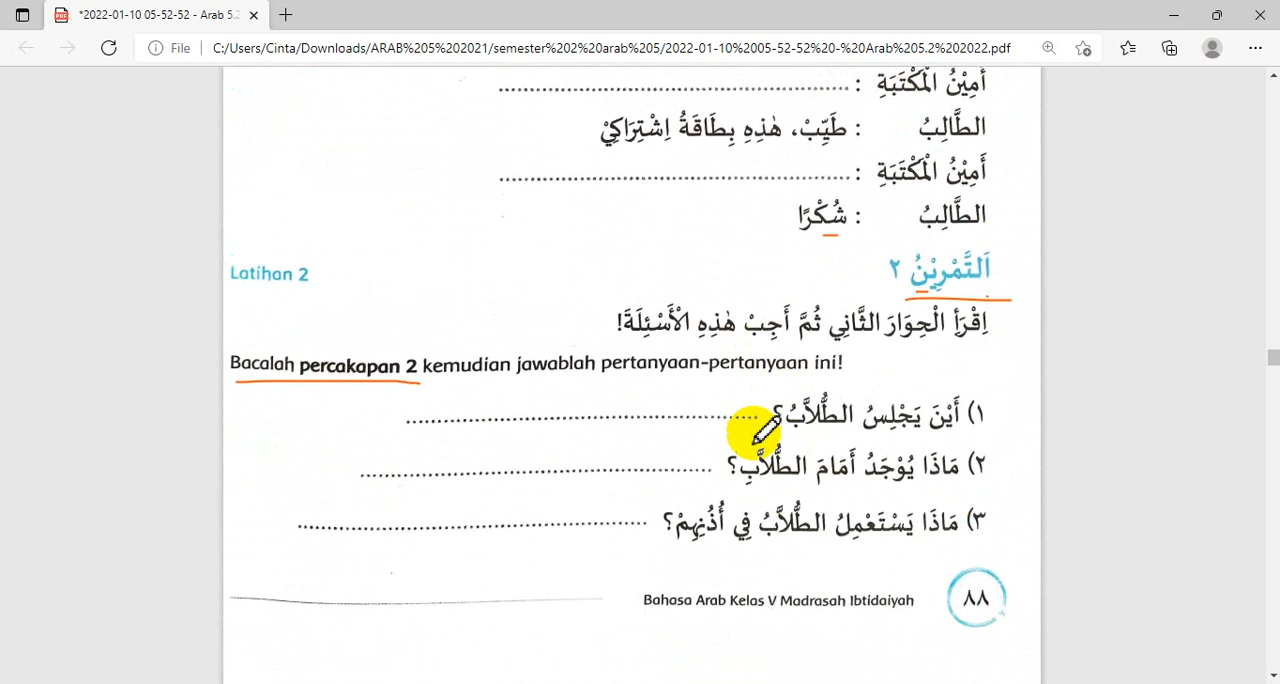 *2022-01-10 05-52-52 - Arab 5.2
File C:/Users/Cinta/Downloads/ARAB%205%202021/semester%202%20arab%205/2022-01-10%2005-52-52%20-%20Arab%205.2%202022.pdf
أَمِيْنُ الْمَكْتَبَةِ : ......................................................
الطَّالِبُ : طَيِّبْ، هٰذِهِ بِطَاقَةُ اِشْتِرَاكِيْ
أَمِيْنُ الْمَكْتَبَةِ : ......................................................
الطَّالِبُ : شُكْرًا
اَلتَّمْرِيْنُ ٢ Latihan 2
اِقْرَأِ الْحِوَارَ الثَّانِي ثُمَّ أَجِبْ هٰذِهِ الْأَسْئِلَةَ!
Bacalah percakapan 2 kemudian jawablah pertanyaan-pertanyaan ini!
١) أَيْنَ يَجْلِسُ الطُّلاَّبُ؟ ......................................................
٢) مَاذَا يُوْجَدُ أَمَامَ الطُّلاَّبِ؟ ......................................................
٣) مَاذَا يَسْتَعْمِلُ الطُّلاَّبُ فِي أُذُنِهِمْ؟ ......................................................
Bahasa Arab Kelas V Madrasah Ibtidaiyah ٨٨